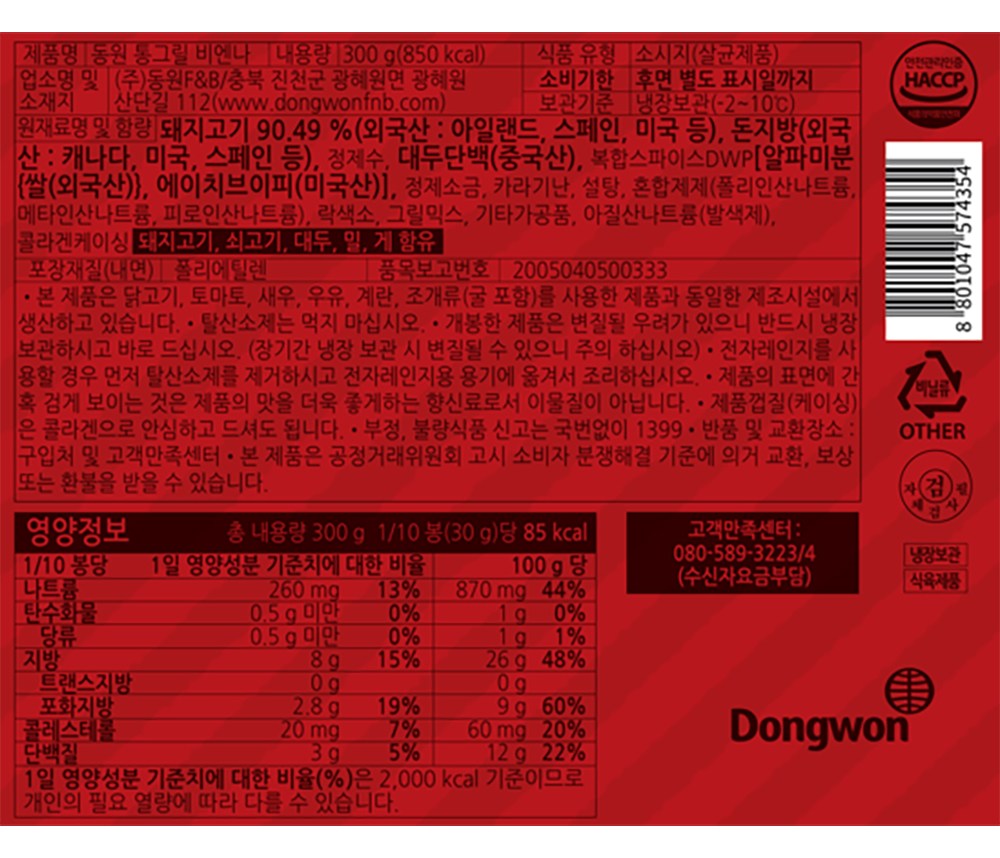 제품명 동원 통그릴 비엔나 내용량 300 g(850 kcal) 식품 유형 소시지(살균제품)
업소명 및 소재지 (주)동원F&B/충북 진천군 광혜원면 광혜원
산단길 112(www.dongwonfnb.com)
소비기한 후면 별도 표시일까지
보관기준 냉장보관(-2~10℃)
원재료명 및 함량 돼지고기 90.49 %(외국산 : 아일랜드, 스페인, 미국 등), 돈지방(외국
산 : 캐나다, 미국, 스페인 등), 정제수, 대두단백(중국산), 복합스파이스DWP[알파미분
{쌀(외국산)}, 에이치브이피(미국산)], 정제소금, 카라기난, 설탕, 혼합제제(폴리인산나트륨,
메타인산나트륨, 피로인산나트륨), 락색소, 그릴믹스, 기타가공품, 아질산나트륨(발색제),
콜라겐케이싱 돼지고기, 쇠고기, 대두, 밀, 게 함유
포장재질(내면) 폴리에틸렌 품목보고번호 2005040500333
• 본 제품은 닭고기, 토마토, 새우, 우유, 계란, 조개류(굴 포함)를 사용한 제품과 동일한 제조시설에서
생산하고 있습니다. • 탈산소제는 먹지 마십시오. • 개봉한 제품은 변질될 우려가 있으니 반드시 냉장
보관하시고 바로 드십시오. (장기간 냉장 보관 시 변질될 수 있으니 주의 하십시오) • 전자레인지를 사
용할 경우 먼저 탈산소제를 제거하시고 전자레인지용 용기에 옮겨서 조리하십시오. • 제품의 표면에 간
혹 검게 보이는 것은 제품의 맛을 더욱 좋게하는 향신료로서 이물질이 아닙니다. • 제품껍질(케이싱)
은 콜라겐으로 안심하고 드셔도 됩니다. • 부정, 불량식품 신고는 국번없이 1399 • 반품 및 교환장소 :
구입처 및 고객만족센터 • 본 제품은 공정거래위원회 고시 소비자 분쟁해결 기준에 의거 교환, 보상
또는 환불을 받을 수 있습니다.
영양정보 총 내용량 300 g 1/10 봉(30 g)당 85 kcal
1/10 봉당 1일 영양성분 기준치에 대한 비율 100 g 당
나트륨 260 mg 13% 870 mg 44%
탄수화물 0.5 g 미만 0% 1 g 0%
당류 0.5 g 미만 0% 1 g 1%
지방 8 g 15% 26 g 48%
트랜스지방 0 g 0 g
포화지방 2.8 g 19% 9 g 60%
콜레스테롤 20 mg 7% 60 mg 20%
단백질 3 g 5% 12 g 22%
1일 영양성분 기준치에 대한 비율(%)은 2,000 kcal 기준이므로
개인의 필요 열량에 따라 다를 수 있습니다.
고객만족센터 :
080-589-3223/4
(수신자요금부담)
안전관리인증
HACCP
식품의약품안전처
8 801047 574354
비닐류
OTHER
자체검사필
검
냉장보관
식육제품
Dongwon